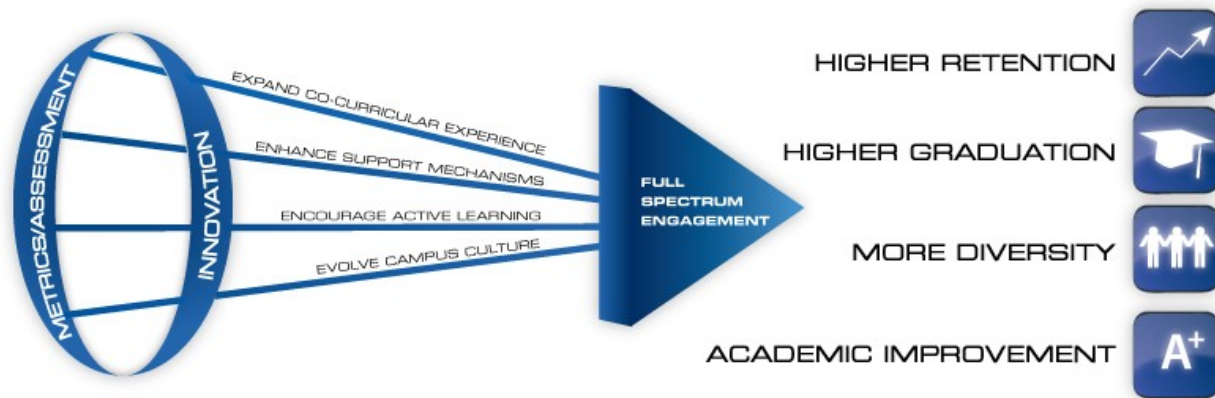 METRICS/ASSESSMENT
INNOVATION
EXPAND CO-CURRICULAR EXPERIENCE
ENHANCE SUPPORT MECHANISMS
ENCOURAGE ACTIVE LEARNING
EVOLVE CAMPUS CULTURE
FULL
SPECTRUM
ENGAGEMENT
HIGHER RETENTION
HIGHER GRADUATION
MORE DIVERSITY
ACADEMIC IMPROVEMENT
A+